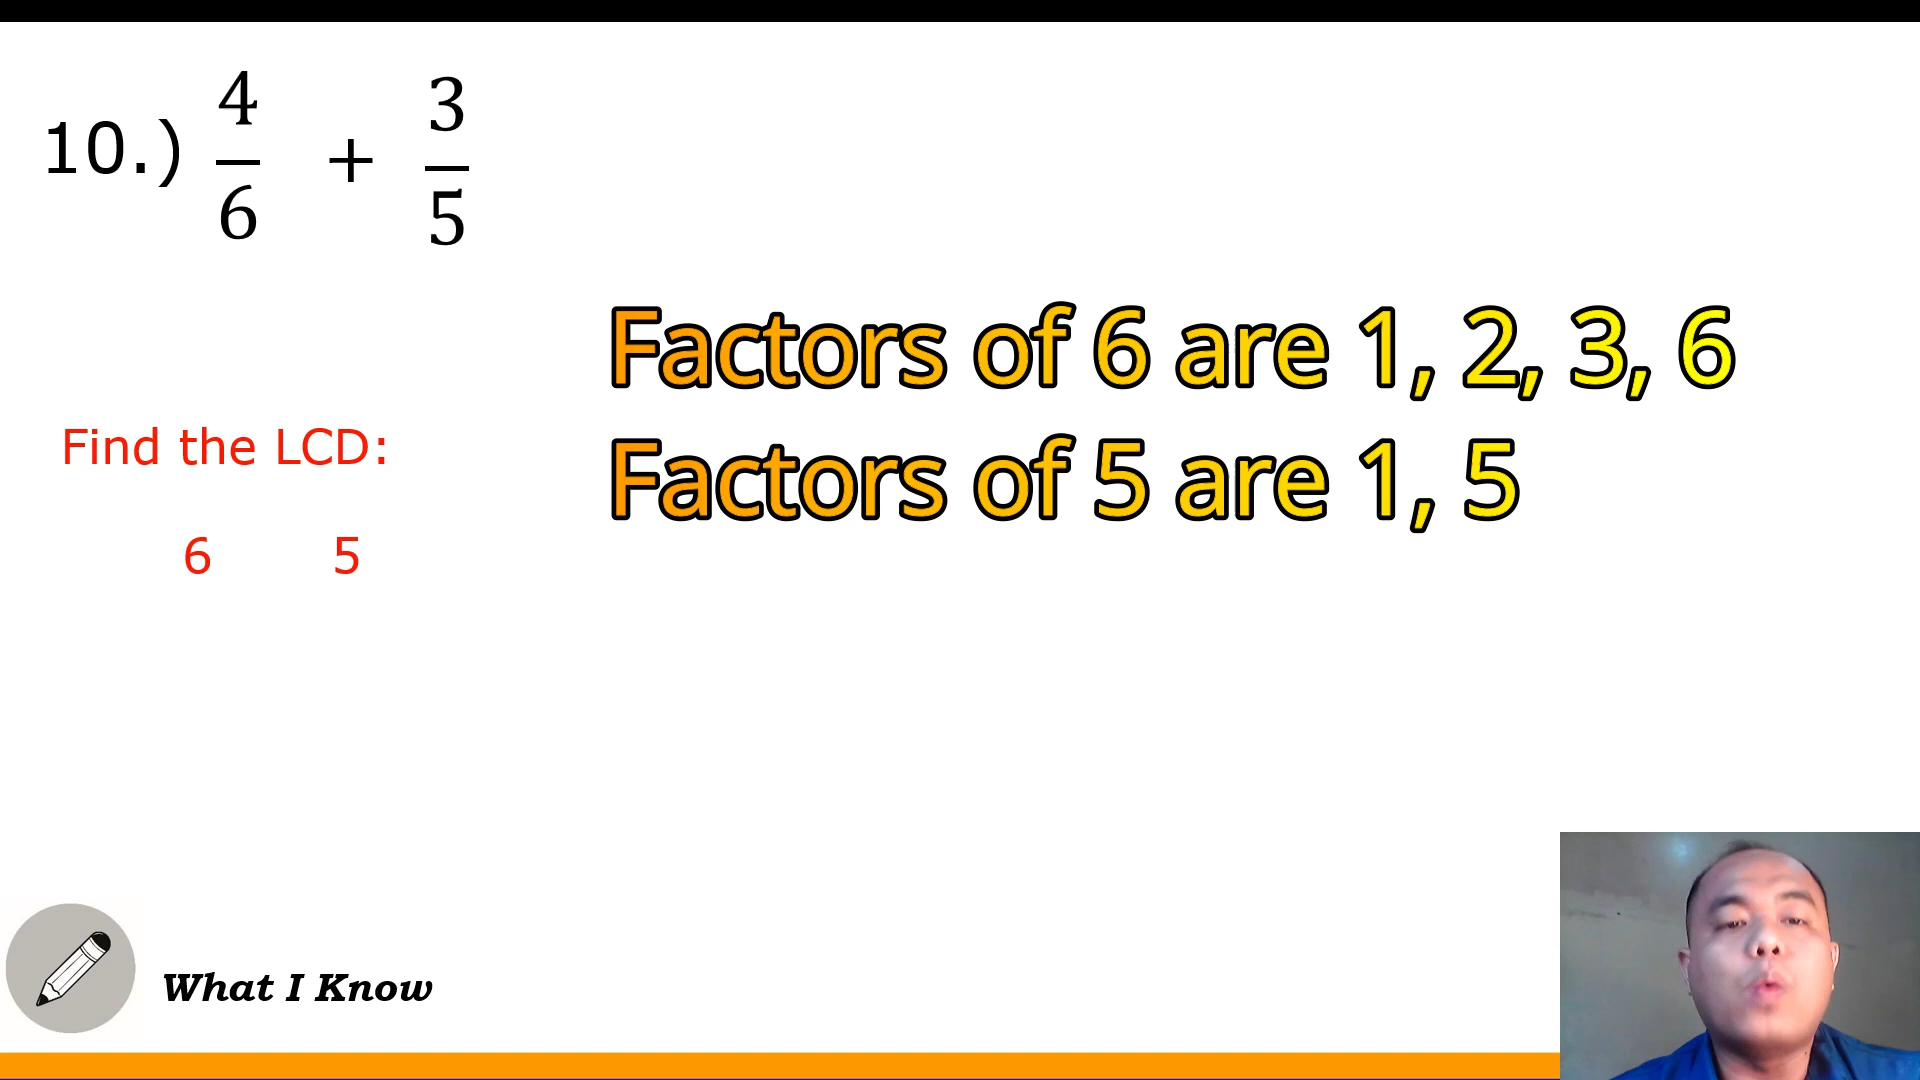 10.) 4/6 + 3/5
Factors of 6 are 1, 2, 3, 6
Find the LCD:
Factors of 5 are 1, 5
6 5
What I Know